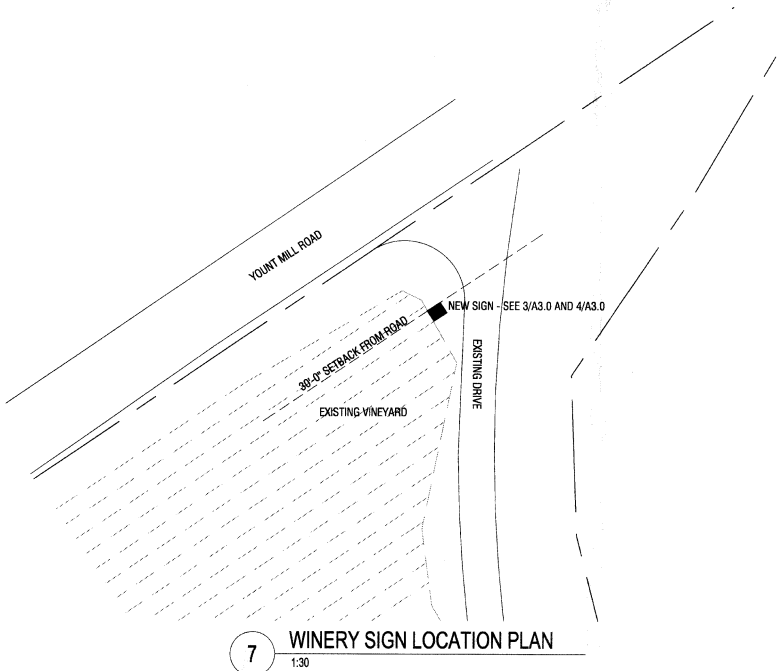 YOUNT MILL ROAD
NEW SIGN - SEE 3/A3.0 AND 4/A3.0
30'-0" SETBACK FROM ROAD
EXISTING DRIVE
EXISTING VINEYARD
7 WINERY SIGN LOCATION PLAN
1:30